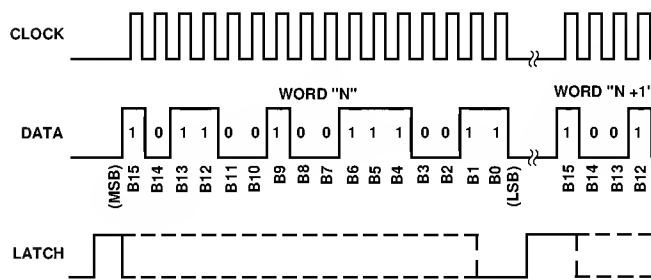 CLOCK
WORD "N"
WORD "N +1"
DATA
1 0 1 1 0 0 1 0 0 1 1 1 0 0 1 1
1 0 0 1
(MSB) B15 B14 B13 B12 B11 B10 B9 B8 B7 B6 B5 B4 B3 B2 B1 B0 (LSB)
B15 B14 B13 B12
LATCH